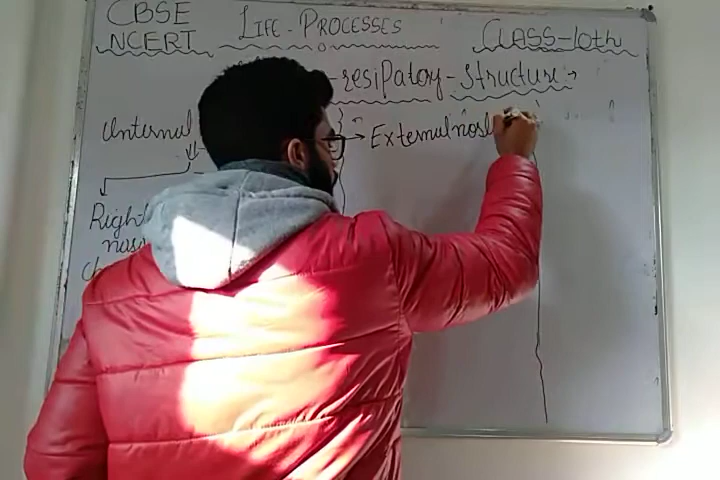 CBSE LIFE-PROCESSES CLASS-10th
NCERT
-resipatory-structure→
Internal → Externalnos
Right
nas